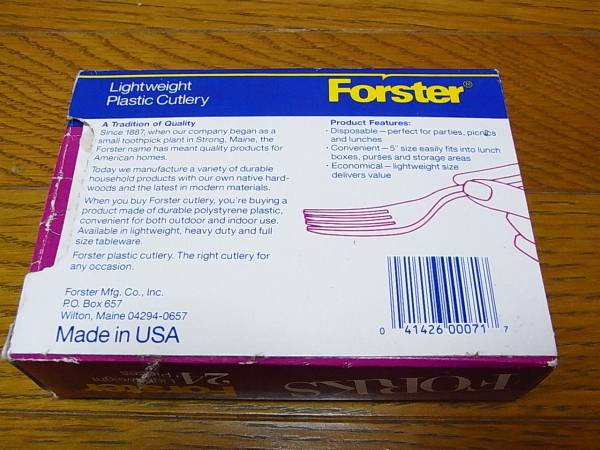 Lightweight
Plastic Cutlery
Forster®
A Tradition of Quality
Since 1887, when our company began as a
small toothpick plant in Strong, Maine, the
Forster name has meant quality products for
American homes.
Today we manufacture a variety of durable
household products with our own native hard-
woods and the latest in modern materials.
When you buy Forster cutlery, you're buying a
product made of durable polystyrene plastic,
convenient for both outdoor and indoor use.
Available in lightweight, heavy duty and full
size tableware.
Forster plastic cutlery. The right cutlery for
any occasion.
Forster Mfg. Co., Inc.
P.O. Box 657
Wilton, Maine 04294-0657
Made in USA
Product Features:
· Disposable — perfect for parties, picnics
and lunches
· Convenient — 5" size easily fits into lunch
boxes, purses and storage areas
· Economical — lightweight size
delivers value
0 41426 00071 7
FORKS
24 Lightweight
Pieces
Forster